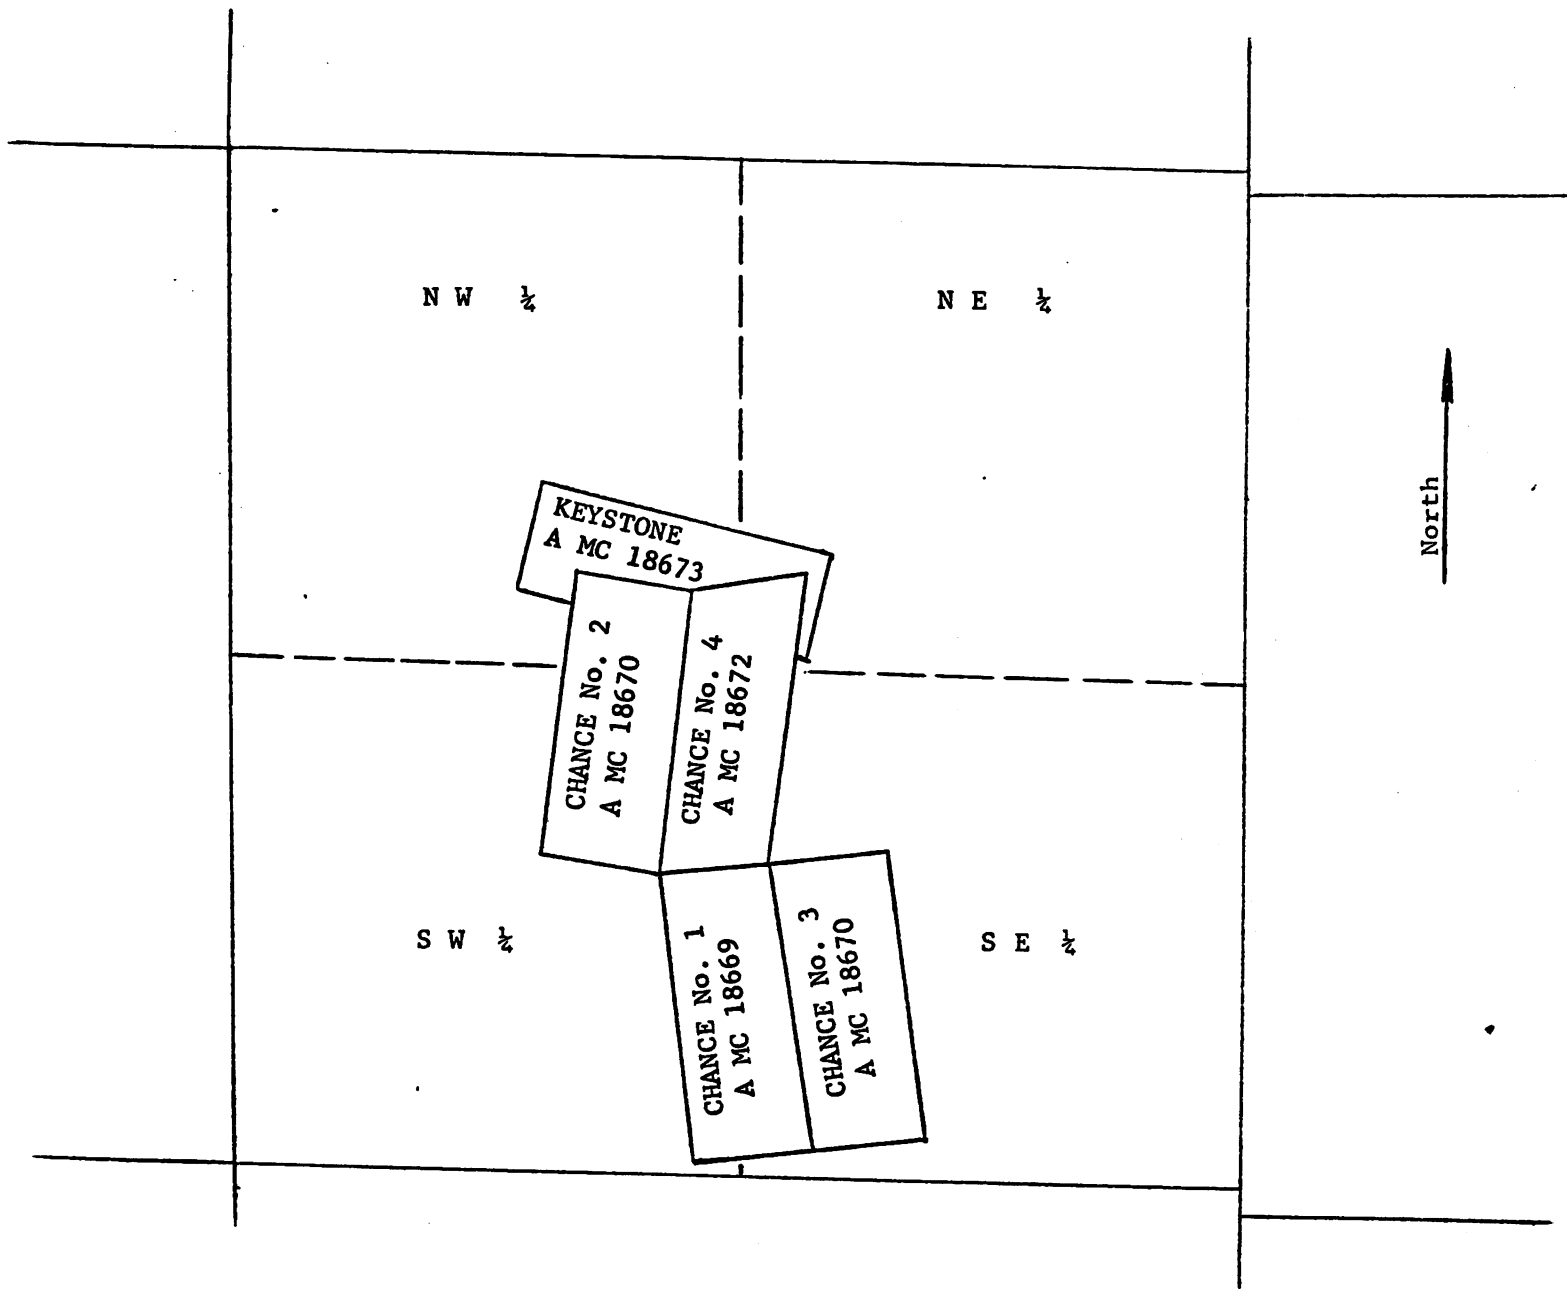 N W ¼
N E ¼
North
KEYSTONE
A MC 18673
CHANCE No. 2
A MC 18670
CHANCE No. 4
A MC 18672
S W ¼
CHANCE No. 1
A MC 18669
CHANCE No. 3
A MC 18670
S E ¼